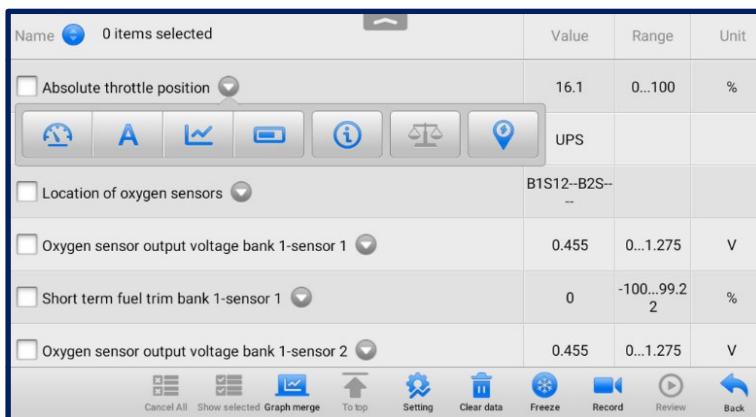 Name 0 items selected Value Range Unit
Absolute throttle position 16.1 0...100 %
A
UPS
Location of oxygen sensors B1S12--B2S--
--
Oxygen sensor output voltage bank 1-sensor 1 0.455 0...1.275 V
Short term fuel trim bank 1-sensor 1 0 -100...99.2
2 %
Oxygen sensor output voltage bank 1-sensor 2 0.455 0...1.275 V
Cancel All Show selected Graph merge To top Setting Clear data Freeze Record Review Back